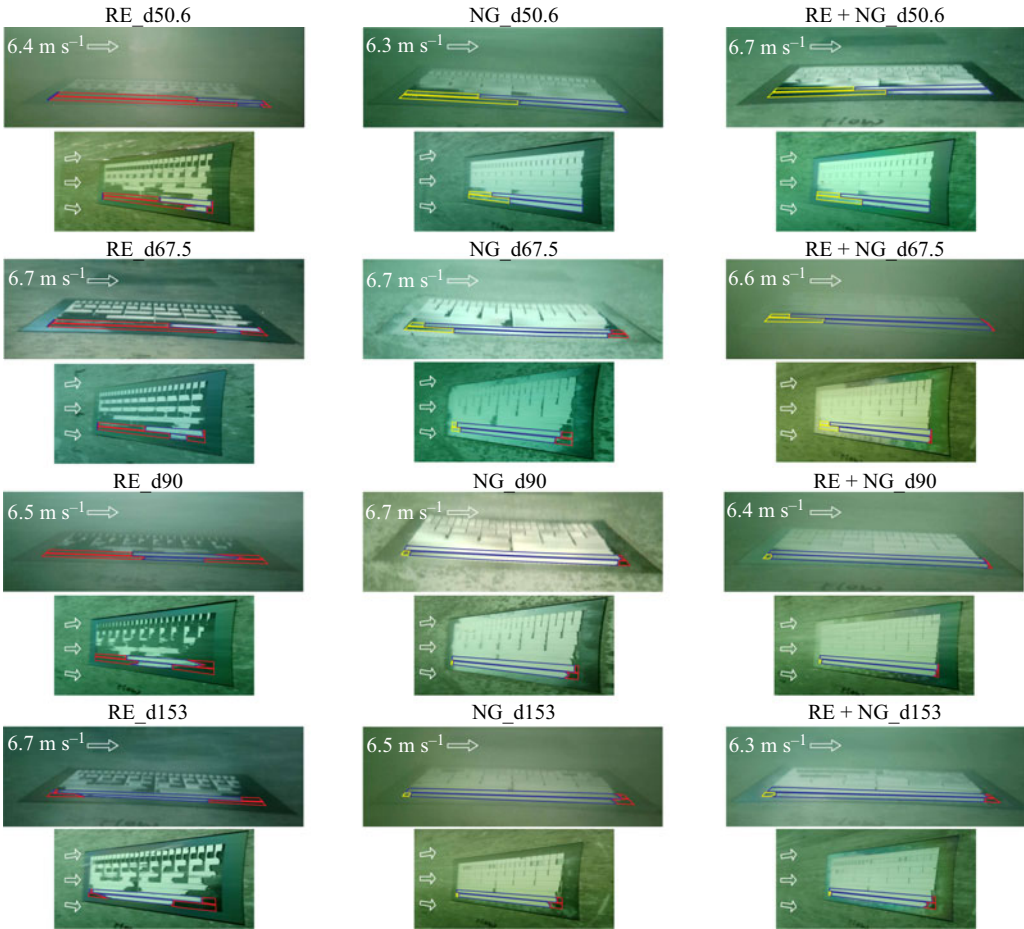 RE_d50.6 NG_d50.6 RE + NG_d50.6
6.4 m s⁻¹ 6.3 m s⁻¹ 6.7 m s⁻¹
RE_d67.5 NG_d67.5 RE + NG_d67.5
6.7 m s⁻¹ 6.7 m s⁻¹ 6.6 m s⁻¹
RE_d90 NG_d90 RE + NG_d90
6.5 m s⁻¹ 6.7 m s⁻¹ 6.4 m s⁻¹
RE_d153 NG_d153 RE + NG_d153
6.7 m s⁻¹ 6.5 m s⁻¹ 6.3 m s⁻¹